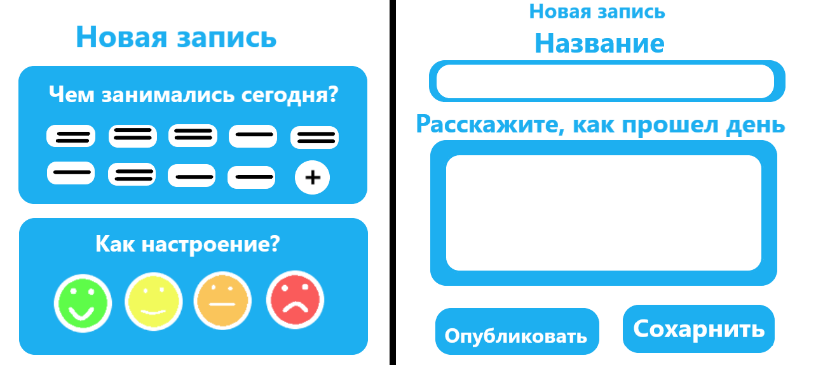 Новая запись
Чем занимались сегодня?
+
Как настроение?
Новая запись
Название
Расскажите, как прошел день
Опубликовать
Сохарнить